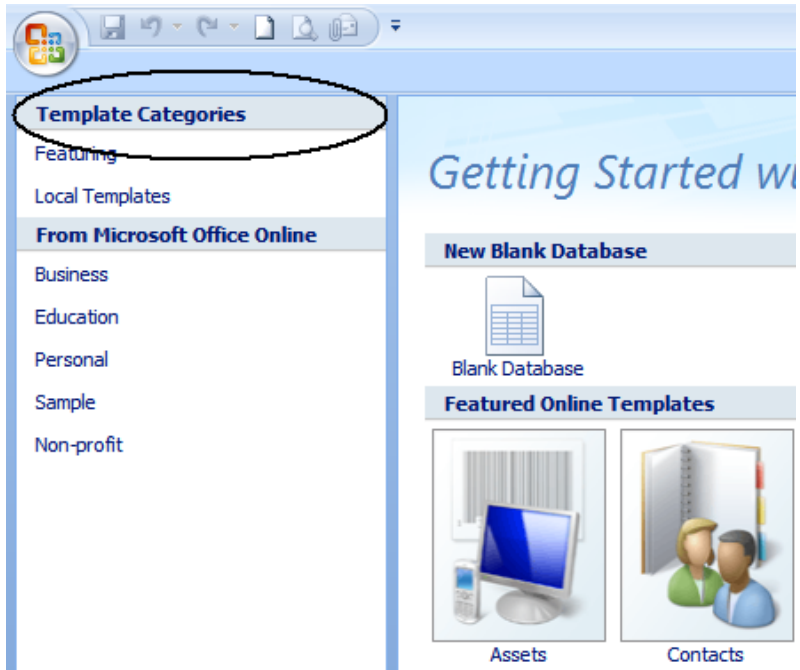 Template Categories
Featuring
Local Templates
From Microsoft Office Online
Business
Education
Personal
Sample
Non-profit
Getting Started
New Blank Database
Blank Database
Featured Online Templates
Assets
Contacts